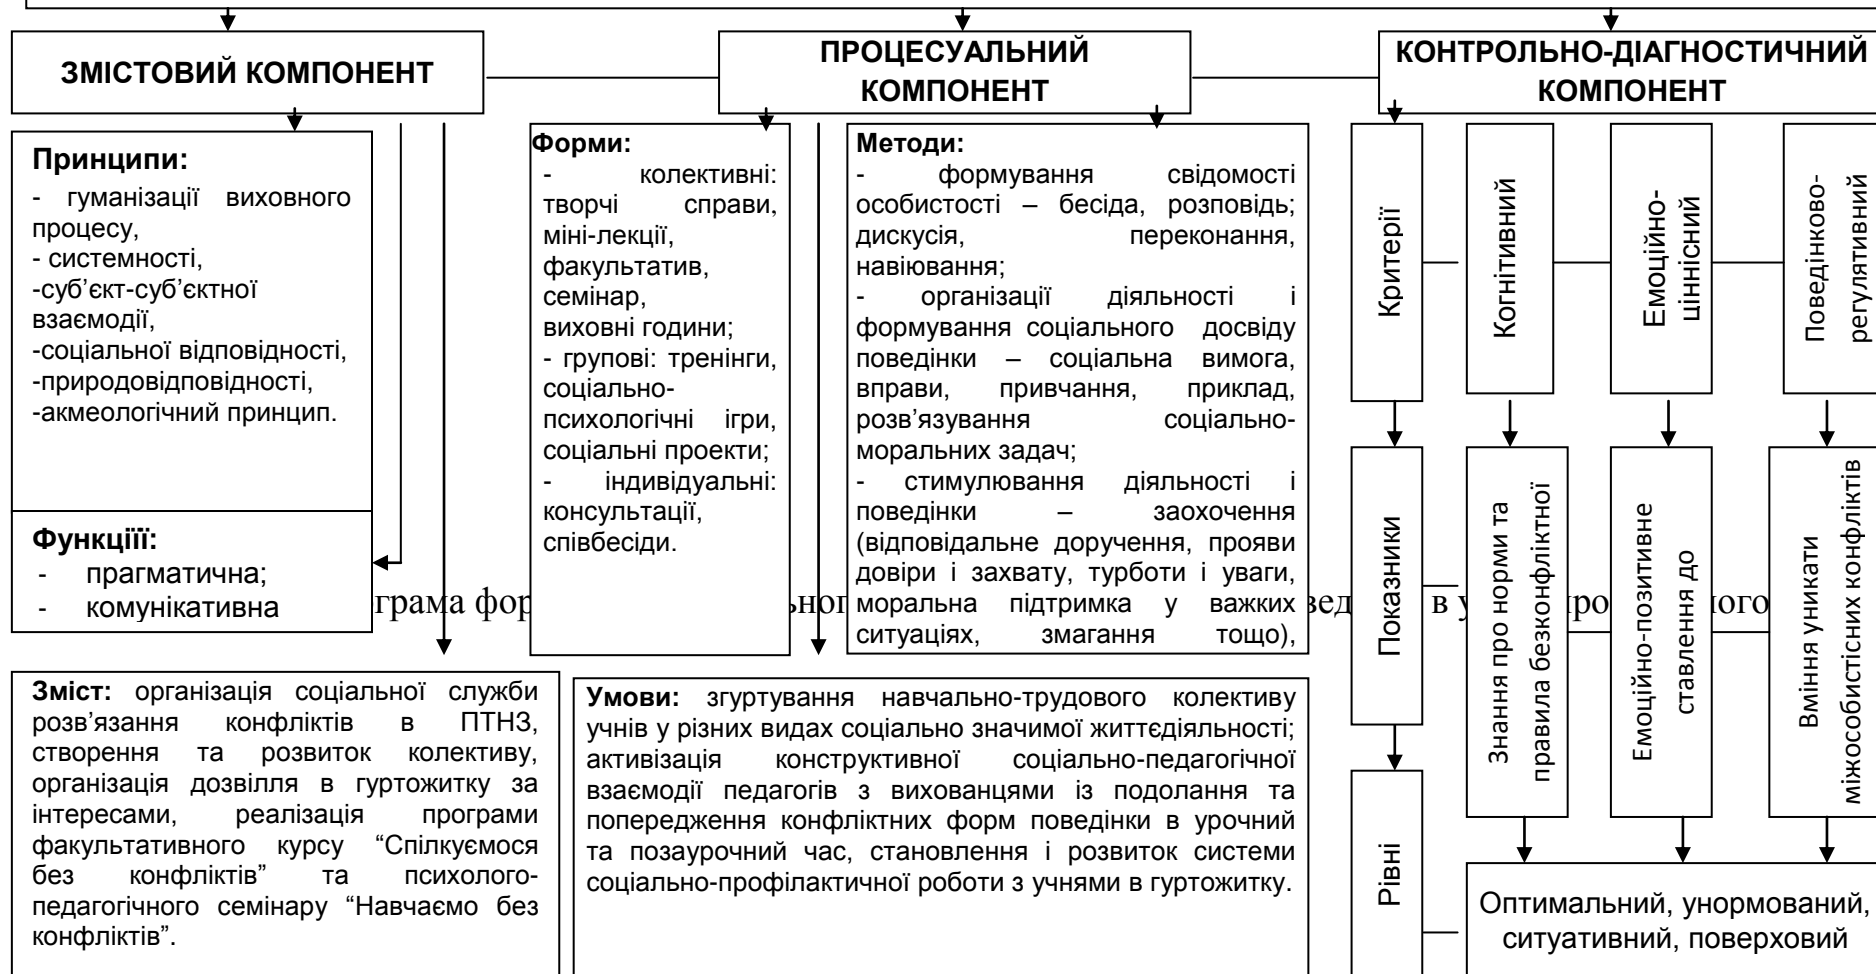 ЗМІСТОВИЙ КОМПОНЕНТ
ПРОЦЕСУАЛЬНИЙ
КОМПОНЕНТ
КОНТРОЛЬНО-ДІАГНОСТИЧНИЙ
КОМПОНЕНТ
Принципи:
- гуманізації виховного
процесу,
- системності,
-суб’єкт-суб’єктної
взаємодії,
-соціальної відповідності,
-природовідповідності,
-акмеологічний принцип.
Функціїї:
- прагматична;
- комунікативна
Форми:
- колективні:
творчі справи,
міні-лекції,
факультатив,
семінар,
виховні години;
- групові: тренінги,
соціально-
психологічні ігри,
соціальні проекти;
- індивідуальні:
консультації,
співбесіди.
Методи:
- формування свідомості
особистості – бесіда, розповідь;
дискусія, переконання,
навіювання;
- організації діяльності і
формування соціального досвіду
поведінки – соціальна вимога,
вправи, привчання, приклад,
розв’язування соціально-
моральних задач;
- стимулювання діяльності і
поведінки – заохочення
(відповідальне доручення, прояви
довіри і захвату, турботи і уваги,
моральна підтримка у важких
ситуаціях, змагання тощо),
Критерії
Когнітивний
Емоційно-
ціннісний
Поведінково-
регулятивний
Показники
Знання про норми та
правила безконфліктної
Емоційно-позитивне
ставлення до
Вміння уникати
міжособистісних конфліктів
Рівні
Оптимальний, унормований,
ситуативний, поверховий
Зміст: організація соціальної служби
розв’язання конфліктів в ПТНЗ,
створення та розвиток колективу,
організація дозвілля в гуртожитку за
інтересами, реалізація програми
факультативного курсу “Спілкуємося
без конфліктів” та психолого-
педагогічного семінару “Навчаємо без
конфліктів”.
Умови: згуртування навчально-трудового колективу
учнів у різних видах соціально значимої життєдіяльності;
активізація конструктивної соціально-педагогічної
взаємодії педагогів з вихованцями із подолання та
попередження конфліктних форм поведінки в урочний
та позаурочний час, становлення і розвиток системи
соціально-профілактичної роботи з учнями в гуртожитку.